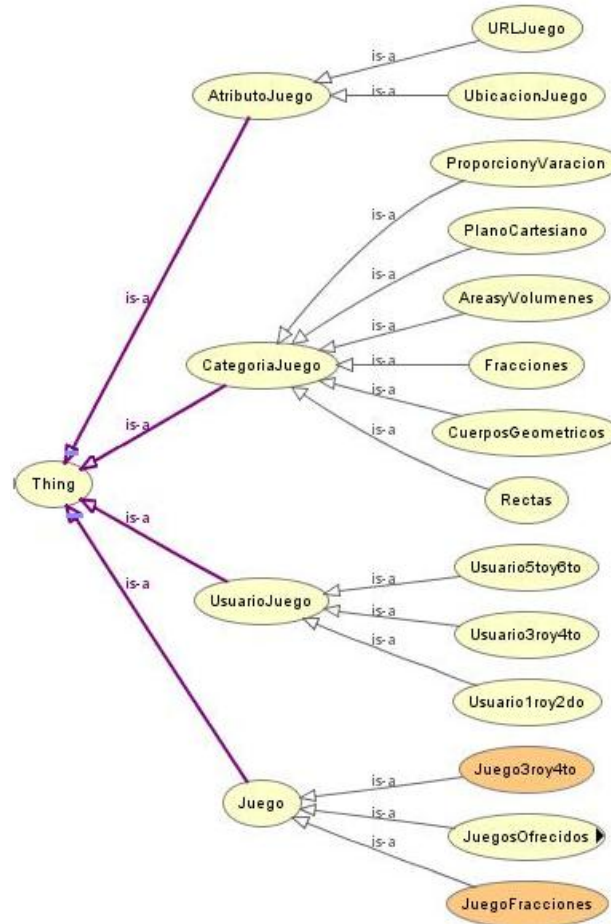 URLJuego
is-a
AtributoJuego
is-a
UbicacionJuego
ProporcionyVaracion
is-a
PlanoCartesiano
is-a
is-a
AreasyVolumenes
is-a
CategoriaJuego
is-a
Fracciones
is-a
is-a
CuerposGeometricos
is-a
Thing
Rectas
is-a
Usuario5toy6to
is-a
is-a
UsuarioJuego
is-a
Usuario3roy4to
is-a
Usuario1roy2do
Juego3roy4to
is-a
Juego
is-a
JuegosOfrecidos
is-a
JuegoFracciones